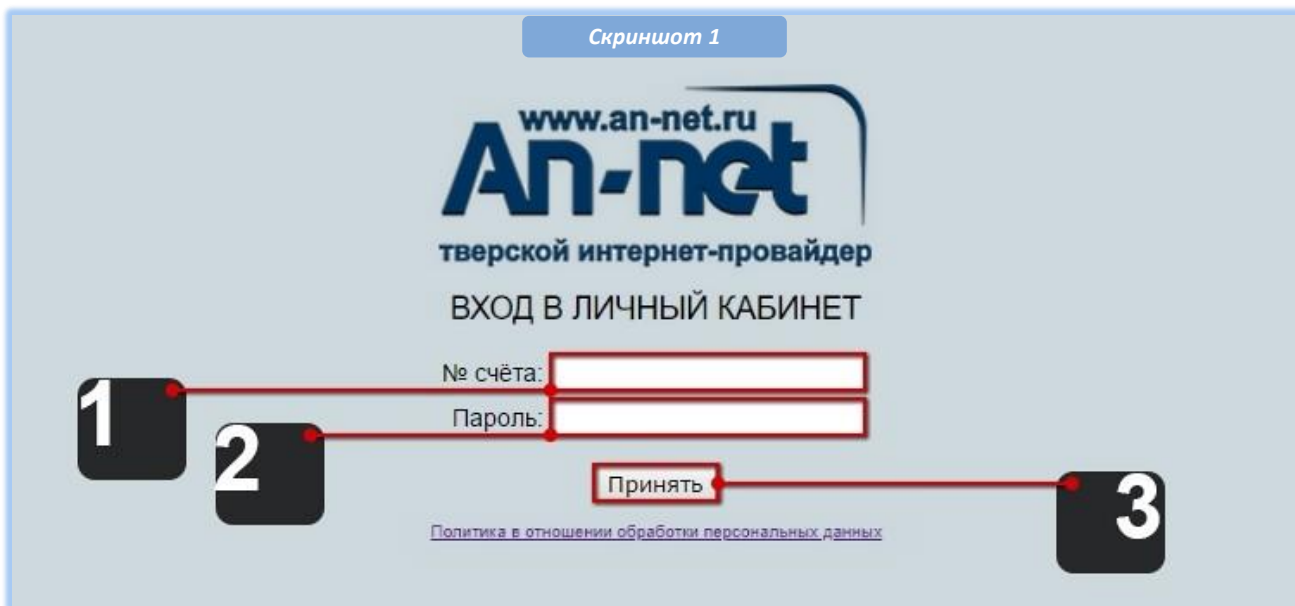 Скриншот 1
www.an-net.ru
An-net
тверской интернет-провайдер
ВХОД В ЛИЧНЫЙ КАБИНЕТ
№ счёта:
1
Пароль:
2
Принять
3
Политика в отношении обработки персональных данных